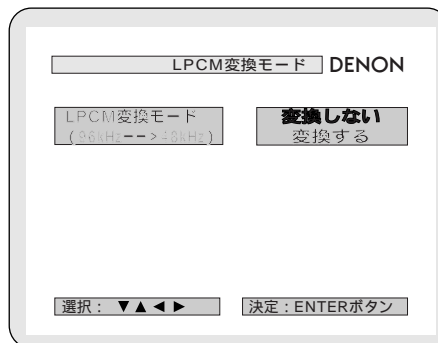 LPCM変換モード DENON
LPCM変換モード 変換しない
(96kHz-->48kHz) 変換する
選択： ▼▲◀▶ 決定：ENTERボタン